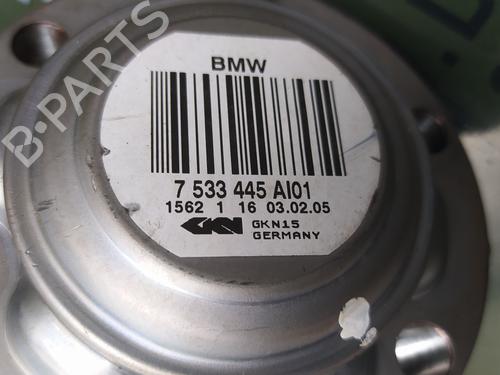 BMW
7 533 445 AI01
1562 1 16 03.02.05
GKN GKN15
GERMANY
B-PARTS